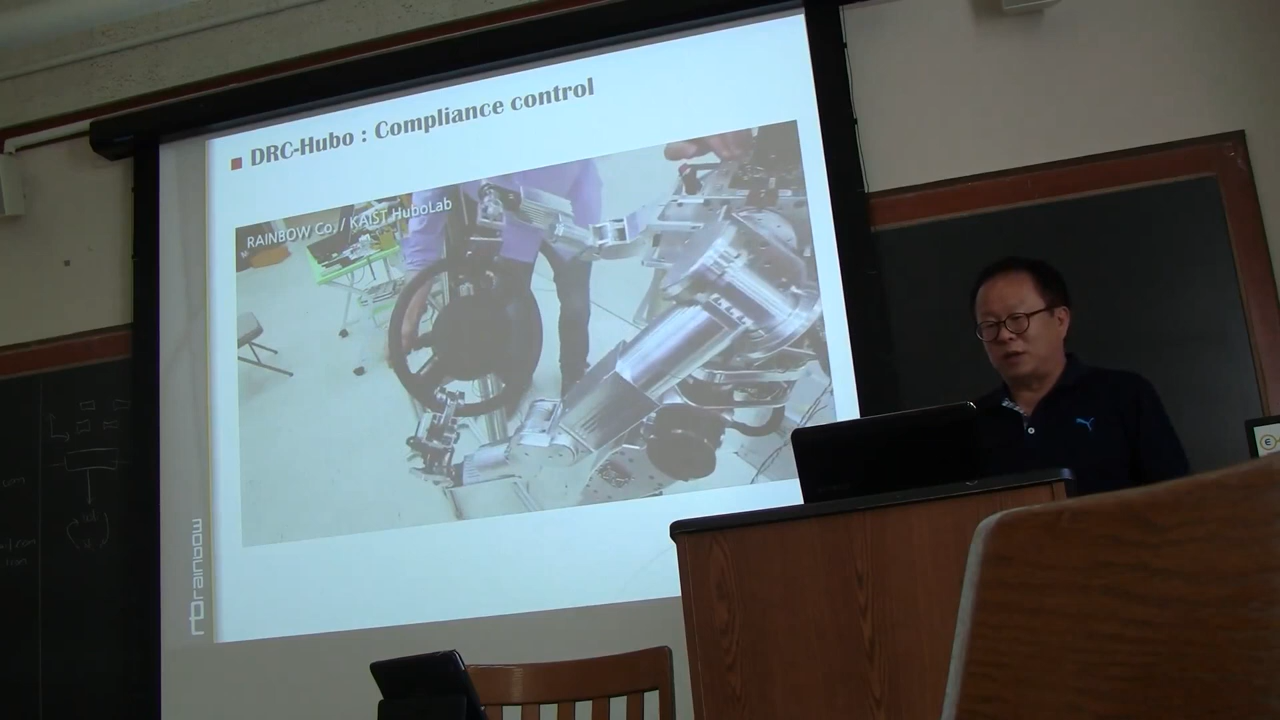 DRC-Hubo : Compliance control
RAINBOW Co. / KAIST HuboLab
rainbow